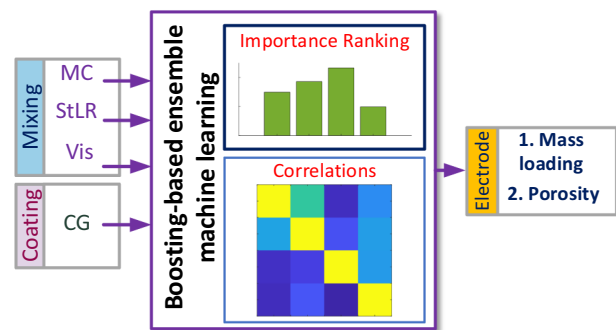 Mixing
MC
StLR
Vis
Coating
CG
Boosting-based ensemble
machine learning
Importance Ranking
Correlations
Electrode
1. Mass
loading
2. Porosity